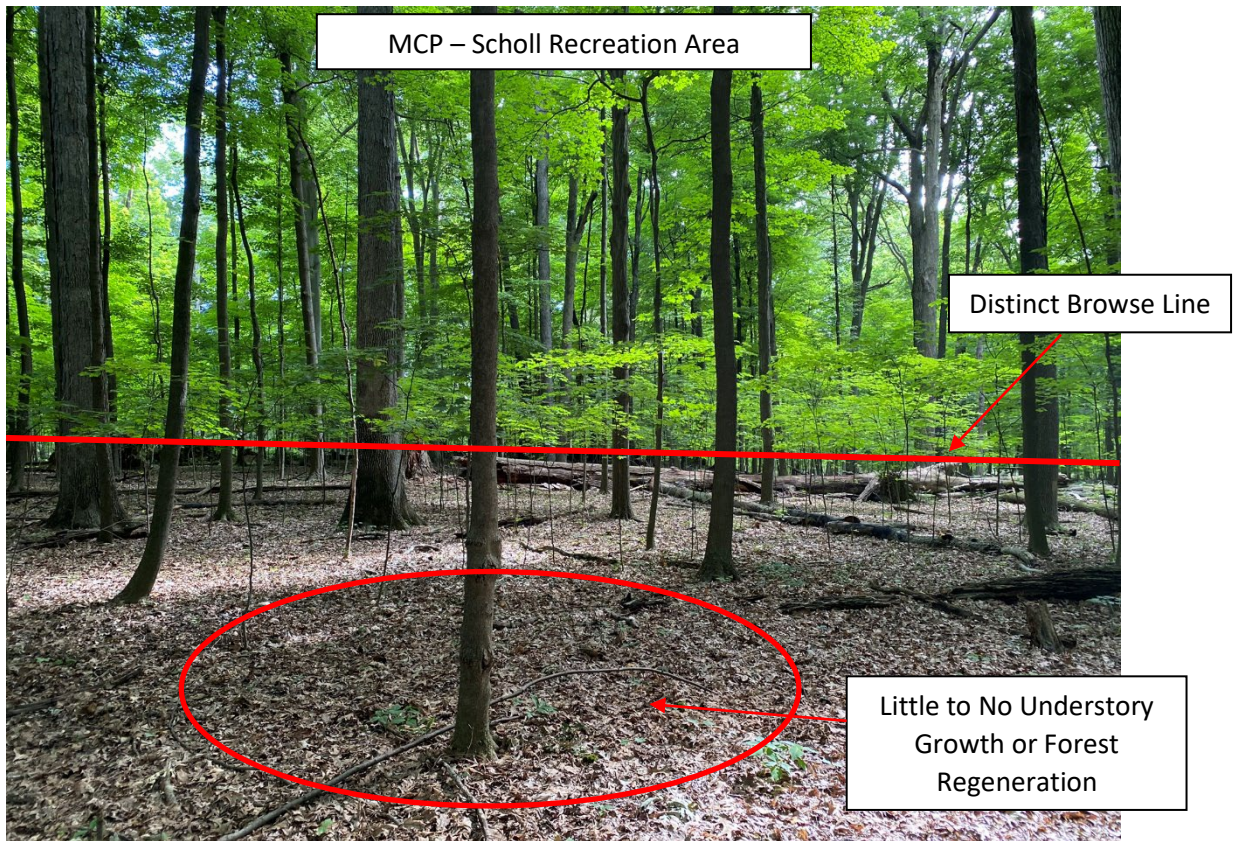 MCP – Scholl Recreation Area
Distinct Browse Line
Little to No Understory
Growth or Forest
Regeneration